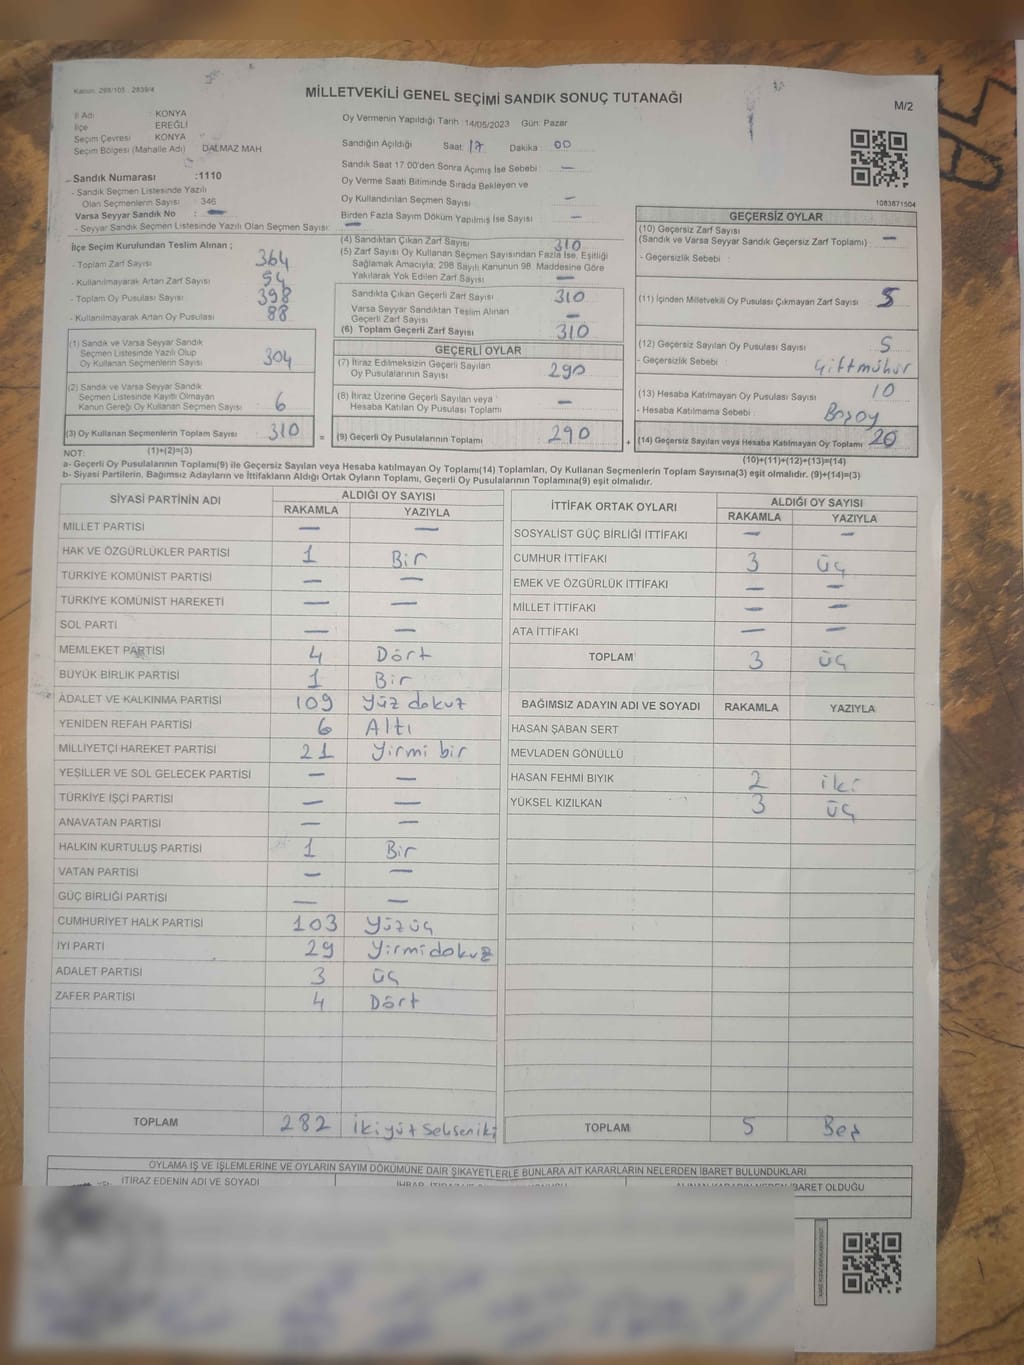 Kanun: 298/105 2839/4
MİLLETVEKİLİ GENEL SEÇİMİ SANDIK SONUÇ TUTANAĞI
M/2
İl Adı : KONYA
İlçe : EREĞLİ
Seçim Çevresi : KONYA
Seçim Bölgesi (Mahalle Adı) : DALMAZ MAH
Sandık Numarası :1110
- Sandık Seçmen Listesinde Yazılı
Olan Seçmenlerin Sayısı : 346
Varsa Seyyar Sandık No : —
- Seyyar Sandık Listesinde Yazılı Olan Seçmen Sayısı: —
Oy Vermenin Yapıldığı Tarih :14/05/2023 Gün: Pazar
Sandığın Açıldığı Saat: 17 Dakika : 00
Sandık Saat 17:00'den Sonra Açımış İse Sebebi : —
Oy Verme Saati Bitiminde Sırada Bekleyen ve
Oy Kullandırılan Seçmen Sayısı : —
Birden Fazla Sayım Döküm Yapılmış İse Sayısı : —
1083871504
İlçe Seçim Kurulundan Teslim Alınan ;
- Toplam Zarf Sayısı : 364
- Kullanılmayarak Artan Zarf Sayısı : 54
- Toplam Oy Pusulası Sayısı : 398
- Kullanılmayarak Artan Oy Pusulası : 88
(4) Sandıktan Çıkan Zarf Sayısı : 310
(5) Zarf Sayısı Oy Kullanan Seçmen Sayısından Fazla İse, Eşitliği
Sağlamak Amacıyla; 298 Sayılı Kanunun 98. Maddesine Göre
Yakılarak Yok Edilen Zarf Sayısı : —
Sandıkta Çıkan Geçerli Zarf Sayısı : 310
Varsa Seyyar Sandıktan Teslim Alınan
Geçerli Zarf Sayısı : —
(6) Toplam Geçerli Zarf Sayısı : 310
GEÇERSİZ OYLAR
(10) Geçersiz Zarf Sayısı
(Sandık ve Varsa Seyyar Sandık Geçersiz Zarf Toplamı) : —
- Geçersizlik Sebebi :
(11) İçinden Milletvekili Oy Pusulası Çıkmayan Zarf Sayısı : 5
(12) Geçersiz Sayılan Oy Pusulası Sayısı : 5
- Geçersizlik Sebebi : Çiftmühür
(13) Hesaba Katılmayan Oy Pusulası Sayısı : 10
- Hesaba Katılmama Sebebi : Boşoy
(14) Geçersiz Sayılan veya Hesaba Katılmayan Oy Toplamı : 20
(10)+(11)+(12)+(13)=(14)
(1) Sandık ve Varsa Seyyar Sandık
Seçmen Listesinde Yazılı Olup
Oy Kullanan Seçmenlerin Sayısı : 304
(2) Sandık ve Varsa Seyyar Sandık
Seçmen Listesinde Kayıtlı Olmayan
Kanun Gereği Oy Kullanan Seçmen Sayısı : 6
(3) Oy Kullanan Seçmenlerin Toplam Sayısı : 310
(1)+(2)=(3)
GEÇERLİ OYLAR
(7) İtiraz Edilmeksizin Geçerli Sayılan
Oy Pusulalarının Sayısı : 290
(8) İtiraz Üzerine Geçerli Sayılan veya
Hesaba Katılan Oy Pusulası Toplamı : —
= (9) Geçerli Oy Pusulalarının Toplamı : 290 +
NOT:
a- Geçerli Oy Pusulalarının Toplamı(9) ile Geçersiz Sayılan veya Hesaba katılmayan Oy Toplamı(14) Toplamları, Oy Kullanan Seçmenlerin Toplam Sayısına(3) eşit olmalıdır. (9)+(14)=(3)
b- Siyasi Partilerin, Bağımsız Adayların ve İttifakların Aldığı Ortak Oyların Toplamı, Geçerli Oy Pusulalarının Toplamına(9) eşit olmalıdır.
SİYASİ PARTİNİN ADI ALDIĞI OY SAYISI
RAKAMLA YAZIYLA
MİLLET PARTİSİ — —
HAK VE ÖZGÜRLÜKLER PARTİSİ 1 Bir
TÜRKİYE KOMÜNİST PARTİSİ — —
TÜRKİYE KOMÜNİST HAREKETİ — —
SOL PARTİ — —
MEMLEKET PARTİSİ 4 Dört
BÜYÜK BİRLİK PARTİSİ 1 Bir
ADALET VE KALKINMA PARTİSİ 109 Yüz dokuz
YENİDEN REFAH PARTİSİ 6 Altı
MİLLİYETÇİ HAREKET PARTİSİ 21 Yirmi bir
YEŞİLLER VE SOL GELECEK PARTİSİ — —
TÜRKİYE İŞÇİ PARTİSİ — —
ANAVATAN PARTİSİ — —
HALKIN KURTULUŞ PARTİSİ 1 Bir
VATAN PARTİSİ — —
GÜÇ BİRLİĞİ PARTİSİ — —
CUMHURİYET HALK PARTİSİ 103 Yüzüç
İYİ PARTİ 29 Yirmidokuz
ADALET PARTİSİ 3 Üç
ZAFER PARTİSİ 4 Dört
TOPLAM 282 ikiyüz Seksen iki
İTTİFAK ORTAK OYLARI ALDIĞI OY SAYISI
RAKAMLA YAZIYLA
SOSYALİST GÜÇ BİRLİĞİ İTTİFAKI — —
CUMHUR İTTİFAKI 3 üç
EMEK VE ÖZGÜRLÜK İTTİFAKI — —
MİLLET İTTİFAKI — —
ATA İTTİFAKI — —
TOPLAM 3 üç
BAĞIMSIZ ADAYIN ADI VE SOYADI RAKAMLA YAZIYLA
HASAN ŞABAN SERT
MEVLADEN GÖNÜLLÜ
HASAN FEHMİ BIYIK 2 iki
YÜKSEL KIZILKAN 3 üç
TOPLAM 5 Beş
OYLAMA İŞ VE İŞLEMLERİNE VE OYLARIN SAYIM DÖKÜMÜNE DAİR ŞİKAYETLERLE BUNLARA AİT KARARLARIN NELERDEN İBARET BULUNDUKLARI
İTİRAZ EDENİN ADI VE SOYADI
İBARET OLDUĞU